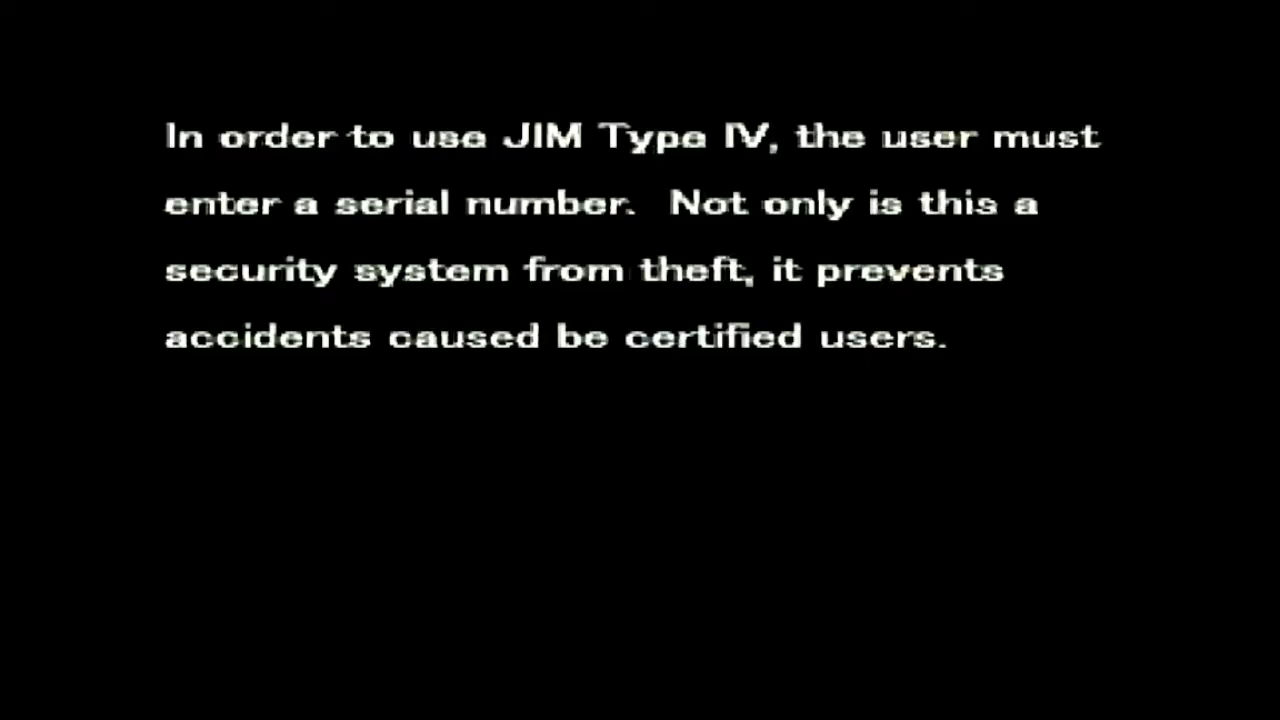 In order to use JIM Type IV, the user must
enter a serial number.  Not only is this a
security system from theft, it prevents
accidents caused be certified users.